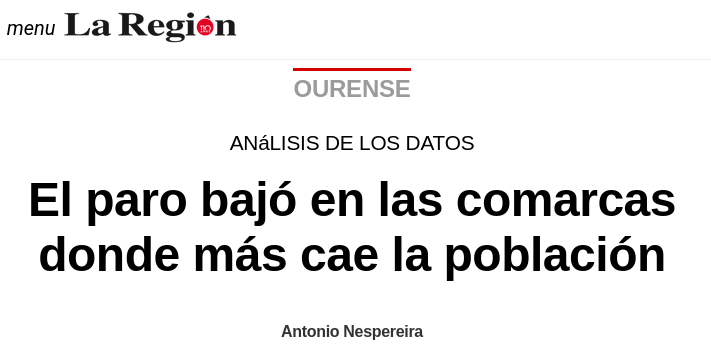 menu La Región
OURENSE
ANáLISIS DE LOS DATOS
El paro bajó en las comarcas
donde más cae la población
Antonio Nespereira